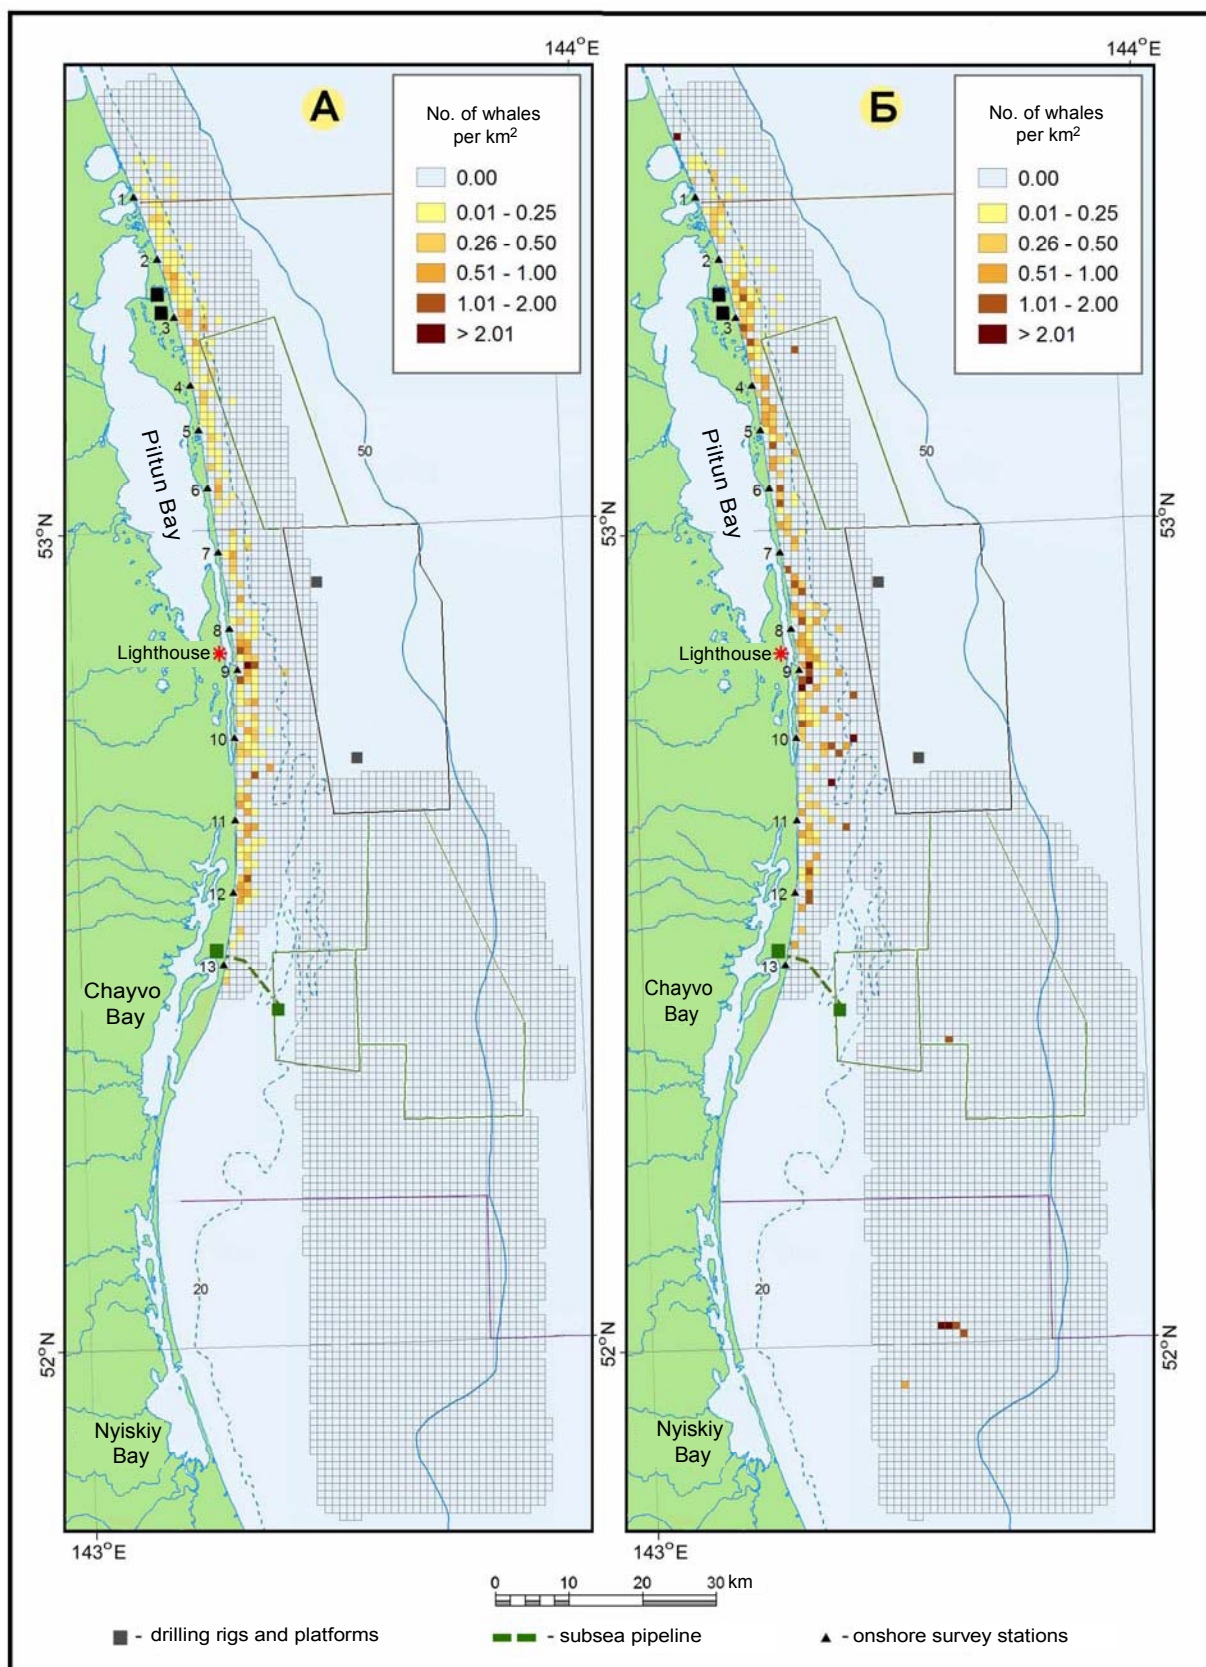 144°E
144°E
А
No. of whales
per km²
0.00
0.01 - 0.25
0.26 - 0.50
0.51 - 1.00
1.01 - 2.00
> 2.01
Б
No. of whales
per km²
0.00
0.01 - 0.25
0.26 - 0.50
0.51 - 1.00
1.01 - 2.00
> 2.01
1
2
3
4
5
6
7
8
9
10
11
12
13
50
20
Piltun Bay
Lighthouse
Chayvo
Bay
Nyiskiy
Bay
53°N
52°N
143°E
1
2
3
4
5
6
7
8
9
10
11
12
13
50
20
Piltun Bay
Lighthouse
Chayvo
Bay
Nyiskiy
Bay
53°N
52°N
53°N
52°N
143°E
0 10 20 30 km
- drilling rigs and platforms
- subsea pipeline
- onshore survey stations